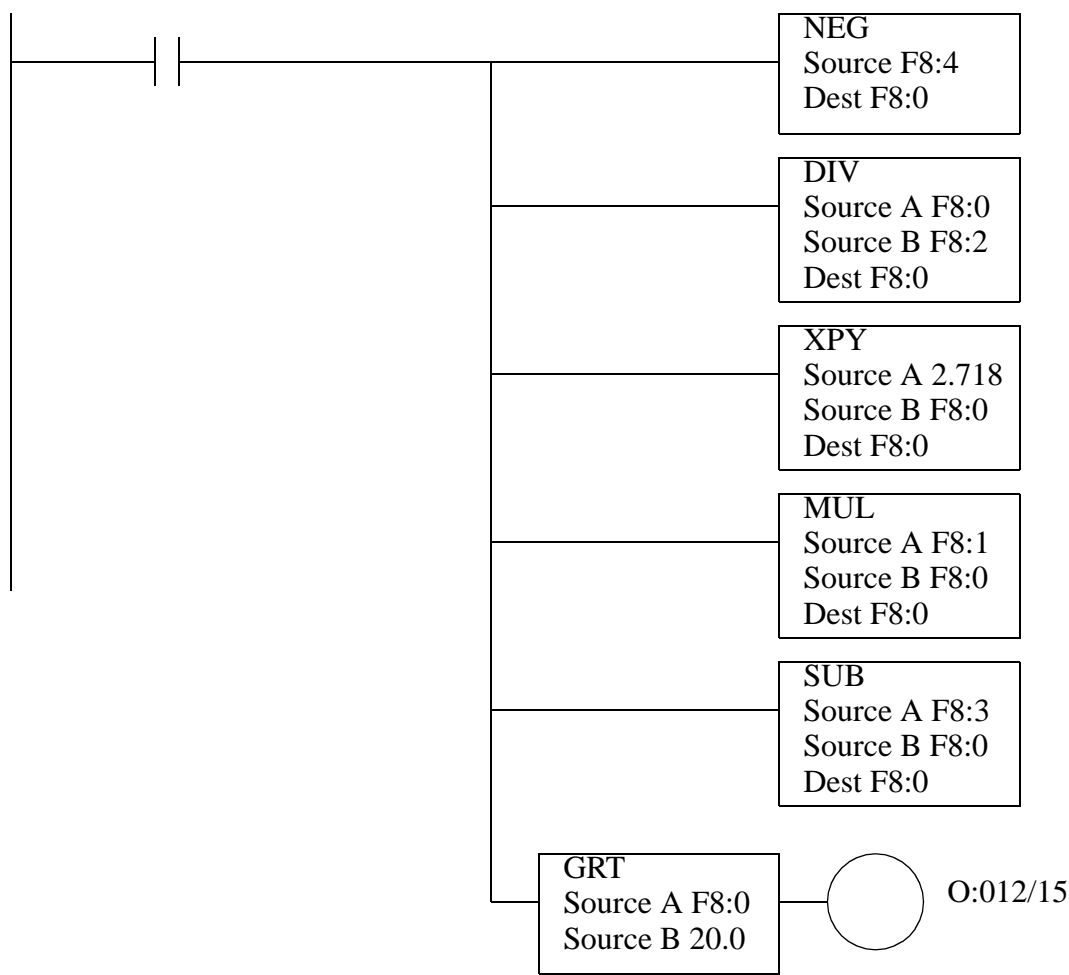 NEG
Source F8:4
Dest F8:0
DIV
Source A F8:0
Source B F8:2
Dest F8:0
XPY
Source A 2.718
Source B F8:0
Dest F8:0
MUL
Source A F8:1
Source B F8:0
Dest F8:0
SUB
Source A F8:3
Source B F8:0
Dest F8:0
GRT
Source A F8:0
Source B 20.0
O:012/15